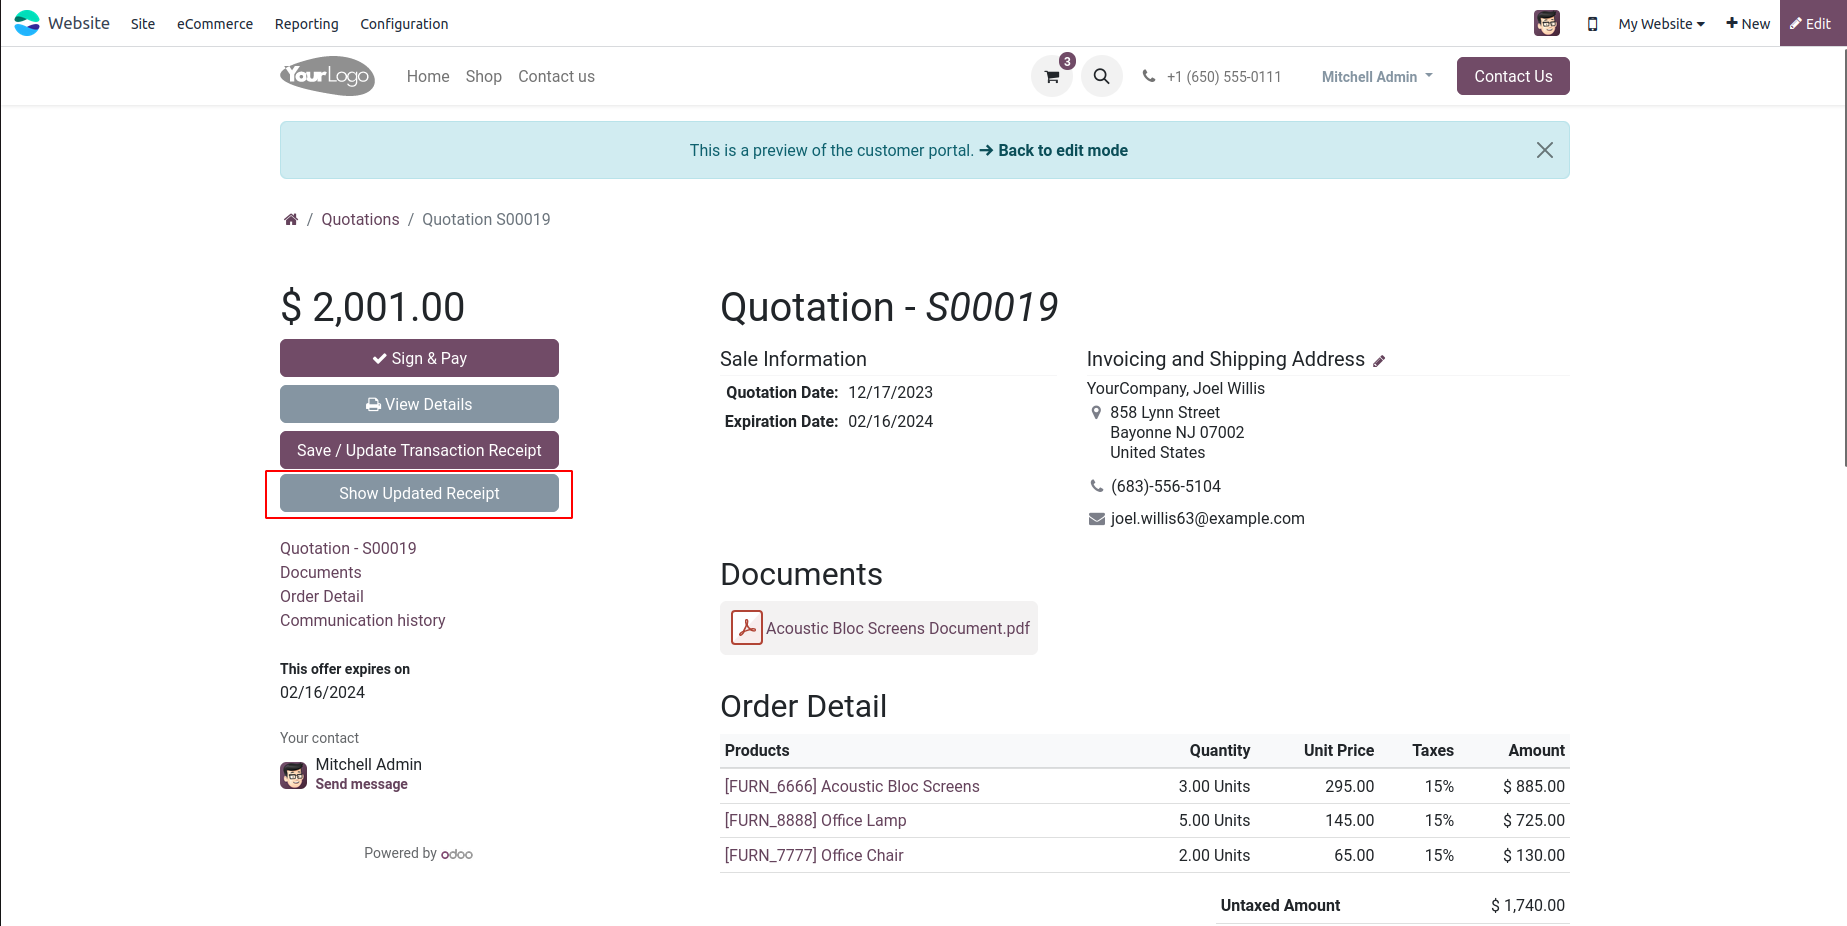 Website Site eCommerce Reporting Configuration My Website New Edit
YourLogo Home Shop Contact us 3 +1 (650) 555-0111 Mitchell Admin Contact Us
This is a preview of the customer portal. → Back to edit mode
/ Quotations / Quotation S00019
$ 2,001.00
Sign & Pay
View Details
Save / Update Transaction Receipt
Show Updated Receipt
Quotation - S00019
Documents
Order Detail
Communication history
This offer expires on
02/16/2024
Your contact
Mitchell Admin
Send message
Powered by odoo
Quotation - S00019
Sale Information
Quotation Date: 12/17/2023
Expiration Date: 02/16/2024
Invoicing and Shipping Address
YourCompany, Joel Willis
858 Lynn Street
Bayonne NJ 07002
United States
(683)-556-5104
joel.willis63@example.com
Documents
Acoustic Bloc Screens Document.pdf
Order Detail
Products Quantity Unit Price Taxes Amount
[FURN_6666] Acoustic Bloc Screens 3.00 Units 295.00 15% $ 885.00
[FURN_8888] Office Lamp 5.00 Units 145.00 15% $ 725.00
[FURN_7777] Office Chair 2.00 Units 65.00 15% $ 130.00
Untaxed Amount $ 1,740.00